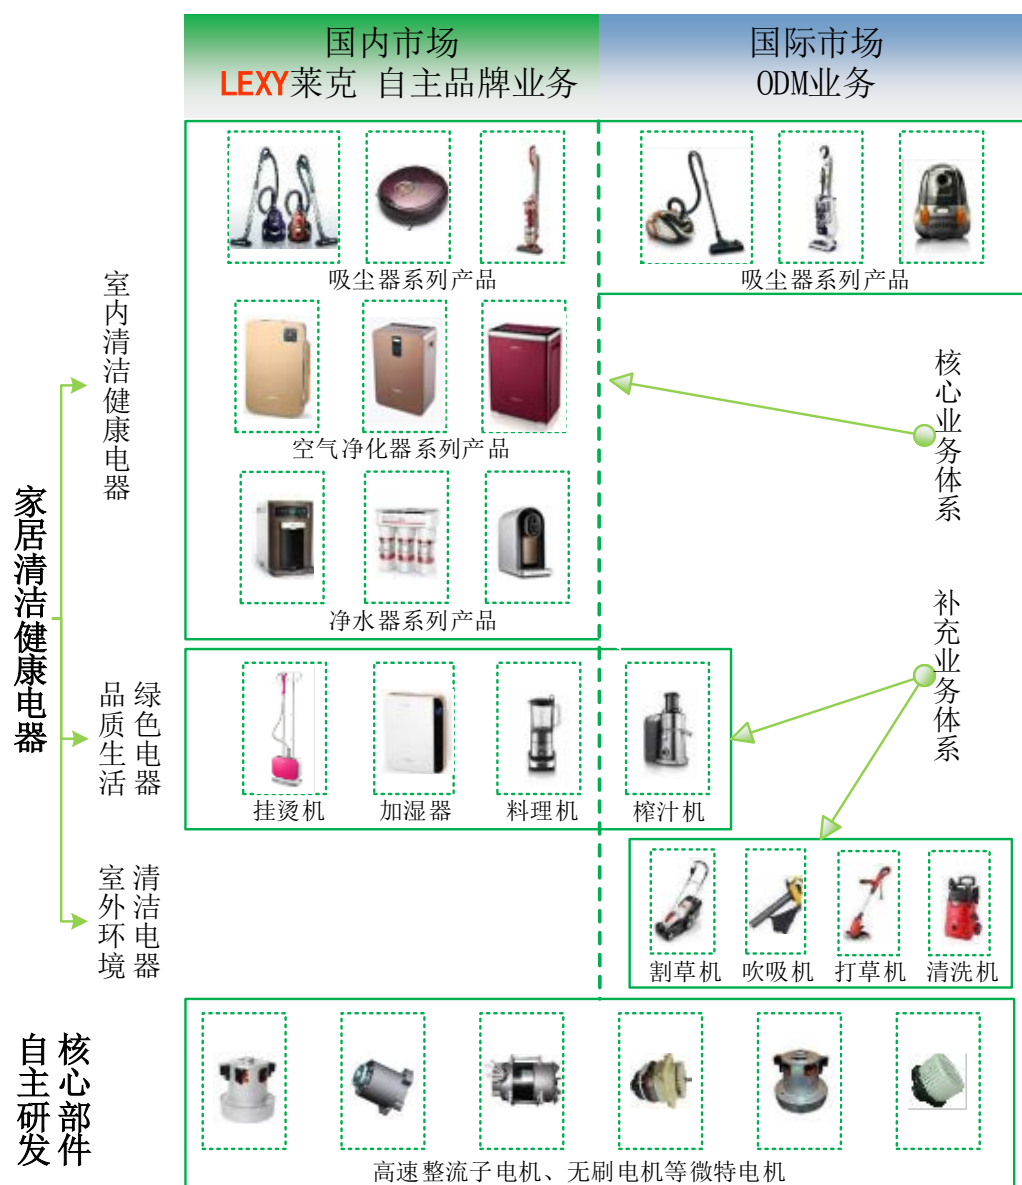 国内市场
LEXY莱克 自主品牌业务
国际市场
ODM业务
吸尘器系列产品
吸尘器系列产品
空气净化器系列产品
净水器系列产品
挂烫机
加湿器
料理机
榨汁机
割草机
吹吸机
打草机
清洗机
高速整流子电机、无刷电机等微特电机
家居清洁健康电器
室内清洁健康电器
品质生活
绿色电器
室外环境
清洁电器
自主研发
核心部件
核心业务体系
补充业务体系